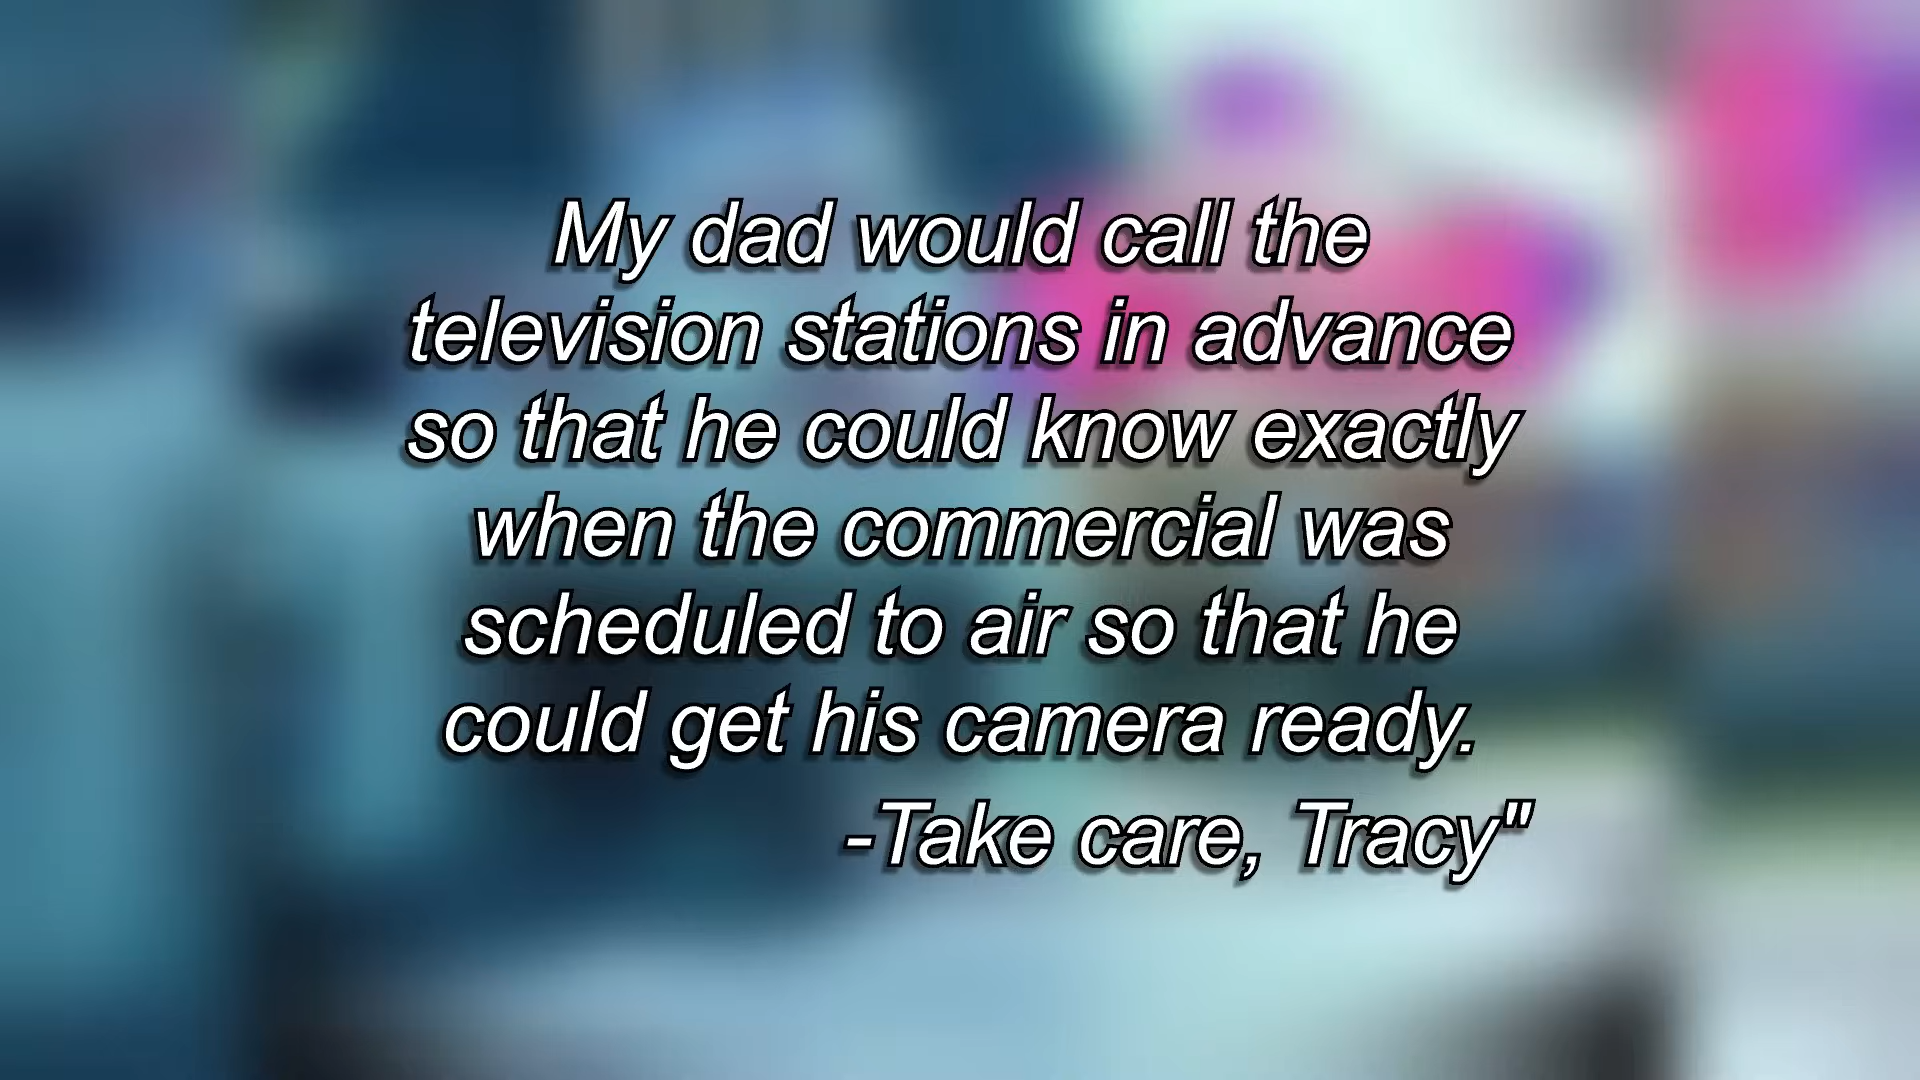 My dad would call the
television stations in advance
so that he could know exactly
when the commercial was
scheduled to air so that he
could get his camera ready.
-Take care, Tracy"